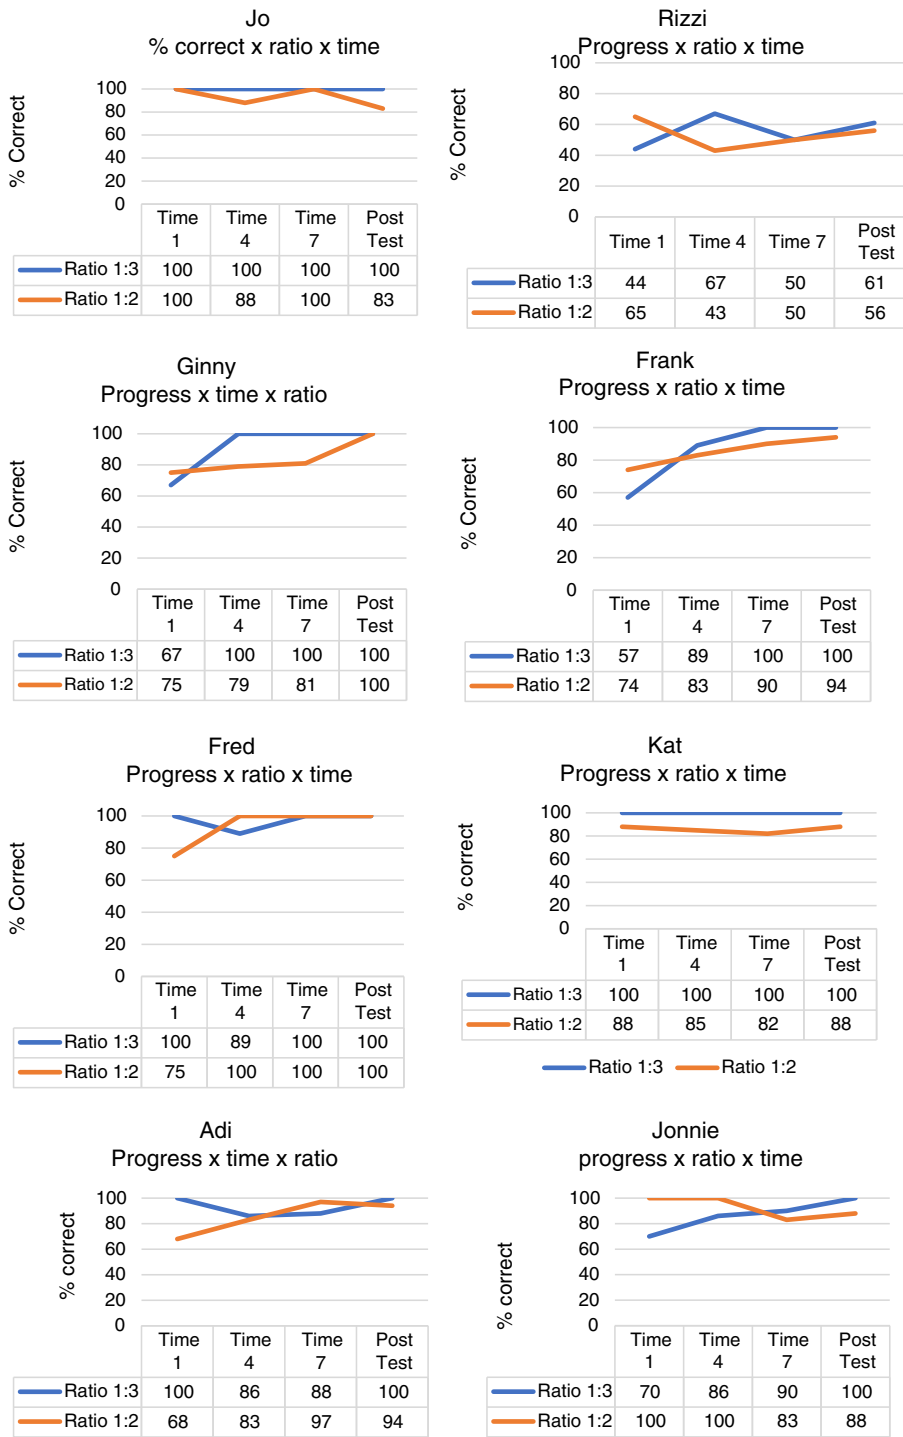 Jo
% correct x ratio x time
% Correct
100
80
60
40
20
0
Time 1 Time 4 Time 7 Post Test
Ratio 1:3 100 100 100 100
Ratio 1:2 100 88 100 83
Rizzi
Progress x ratio x time
% Correct
100
80
60
40
20
0
Time 1 Time 4 Time 7 Post Test
Ratio 1:3 44 67 50 61
Ratio 1:2 65 43 50 56
Ginny
Progress x time x ratio
% Correct
100
80
60
40
20
0
Time 1 Time 4 Time 7 Post Test
Ratio 1:3 67 100 100 100
Ratio 1:2 75 79 81 100
Frank
Progress x ratio x time
% Correct
100
80
60
40
20
0
Time 1 Time 4 Time 7 Post Test
Ratio 1:3 57 89 100 100
Ratio 1:2 74 83 90 94
Fred
Progress x ratio x time
% Correct
100
80
60
40
20
0
Time 1 Time 4 Time 7 Post Test
Ratio 1:3 100 89 100 100
Ratio 1:2 75 100 100 100
Kat
Progress x ratio x time
% correct
100
80
60
40
20
0
Time 1 Time 4 Time 7 Post Test
Ratio 1:3 100 100 100 100
Ratio 1:2 88 85 82 88
Ratio 1:3 Ratio 1:2
Adi
Progress x time x ratio
% correct
100
80
60
40
20
0
Time 1 Time 4 Time 7 Post Test
Ratio 1:3 100 86 88 100
Ratio 1:2 68 83 97 94
Jonnie
progress x ratio x time
% correct
100
80
60
40
20
0
Time 1 Time 4 Time 7 Post Test
Ratio 1:3 70 86 90 100
Ratio 1:2 100 100 83 88